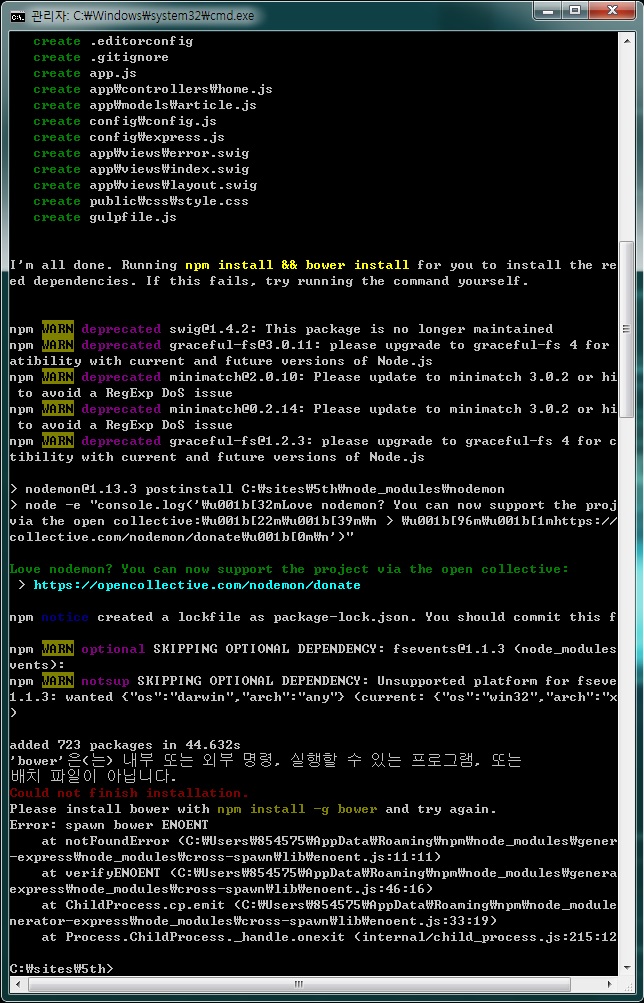 관리자: C:₩Windows₩system32₩cmd.exe
create .editorconfig
create .gitignore
create app.js
create app₩controllers₩home.js
create app₩models₩article.js
create config₩config.js
create config₩express.js
create app₩views₩error.swig
create app₩views₩index.swig
create app₩views₩layout.swig
create public₩css₩style.css
create gulpfile.js
I'm all done. Running npm install && bower install for you to install the re
ed dependencies. If this fails, try running the command yourself.
npm WARN deprecated swig@1.4.2: This package is no longer maintained
npm WARN deprecated graceful-fs@3.0.11: please upgrade to graceful-fs 4 for
atibility with current and future versions of Node.js
npm WARN deprecated minimatch@2.0.10: Please update to minimatch 3.0.2 or hi
to avoid a RegExp DoS issue
npm WARN deprecated minimatch@0.2.14: Please update to minimatch 3.0.2 or hi
to avoid a RegExp DoS issue
npm WARN deprecated graceful-fs@1.2.3: please upgrade to graceful-fs 4 for c
tibility with current and future versions of Node.js
> nodemon@1.13.3 postinstall C:₩sites₩5th₩node_modules₩nodemon
> node -e "console.log('₩u001b[32mLove nodemon? You can now support the proj
via the open collective:₩u001b[22m₩u001b[39m₩n > ₩u001b[96m₩u001b[1mhttps://
collective.com/nodemon/donate₩u001b[0m₩n')"
Love nodemon? You can now support the project via the open collective:
> https://opencollective.com/nodemon/donate
npm notice created a lockfile as package-lock.json. You should commit this f
npm WARN optional SKIPPING OPTIONAL DEPENDENCY: fsevents@1.1.3 (node_modules
vents):
npm WARN notsup SKIPPING OPTIONAL DEPENDENCY: Unsupported platform for fseve
1.1.3: wanted {"os":"darwin","arch":"any"} (current: {"os":"win32","arch":"x
)
added 723 packages in 44.632s
'bower'은(는) 내부 또는 외부 명령, 실행할 수 있는 프로그램, 또는
배치 파일이 아닙니다.
Could not finish installation.
Please install bower with npm install -g bower and try again.
Error: spawn bower ENOENT
at notFoundError (C:₩Users₩854575₩AppData₩Roaming₩npm₩node_modules₩gener
-express₩node_modules₩cross-spawn₩lib₩enoent.js:11:11)
at verifyENOENT (C:₩Users₩854575₩AppData₩Roaming₩npm₩node_modules₩genera
express₩node_modules₩cross-spawn₩lib₩enoent.js:46:16)
at ChildProcess.cp.emit (C:₩Users₩854575₩AppData₩Roaming₩npm₩node_module
nerator-express₩node_modules₩cross-spawn₩lib₩enoent.js:33:19)
at Process.ChildProcess._handle.onexit (internal/child_process.js:215:12
C:₩sites₩5th>